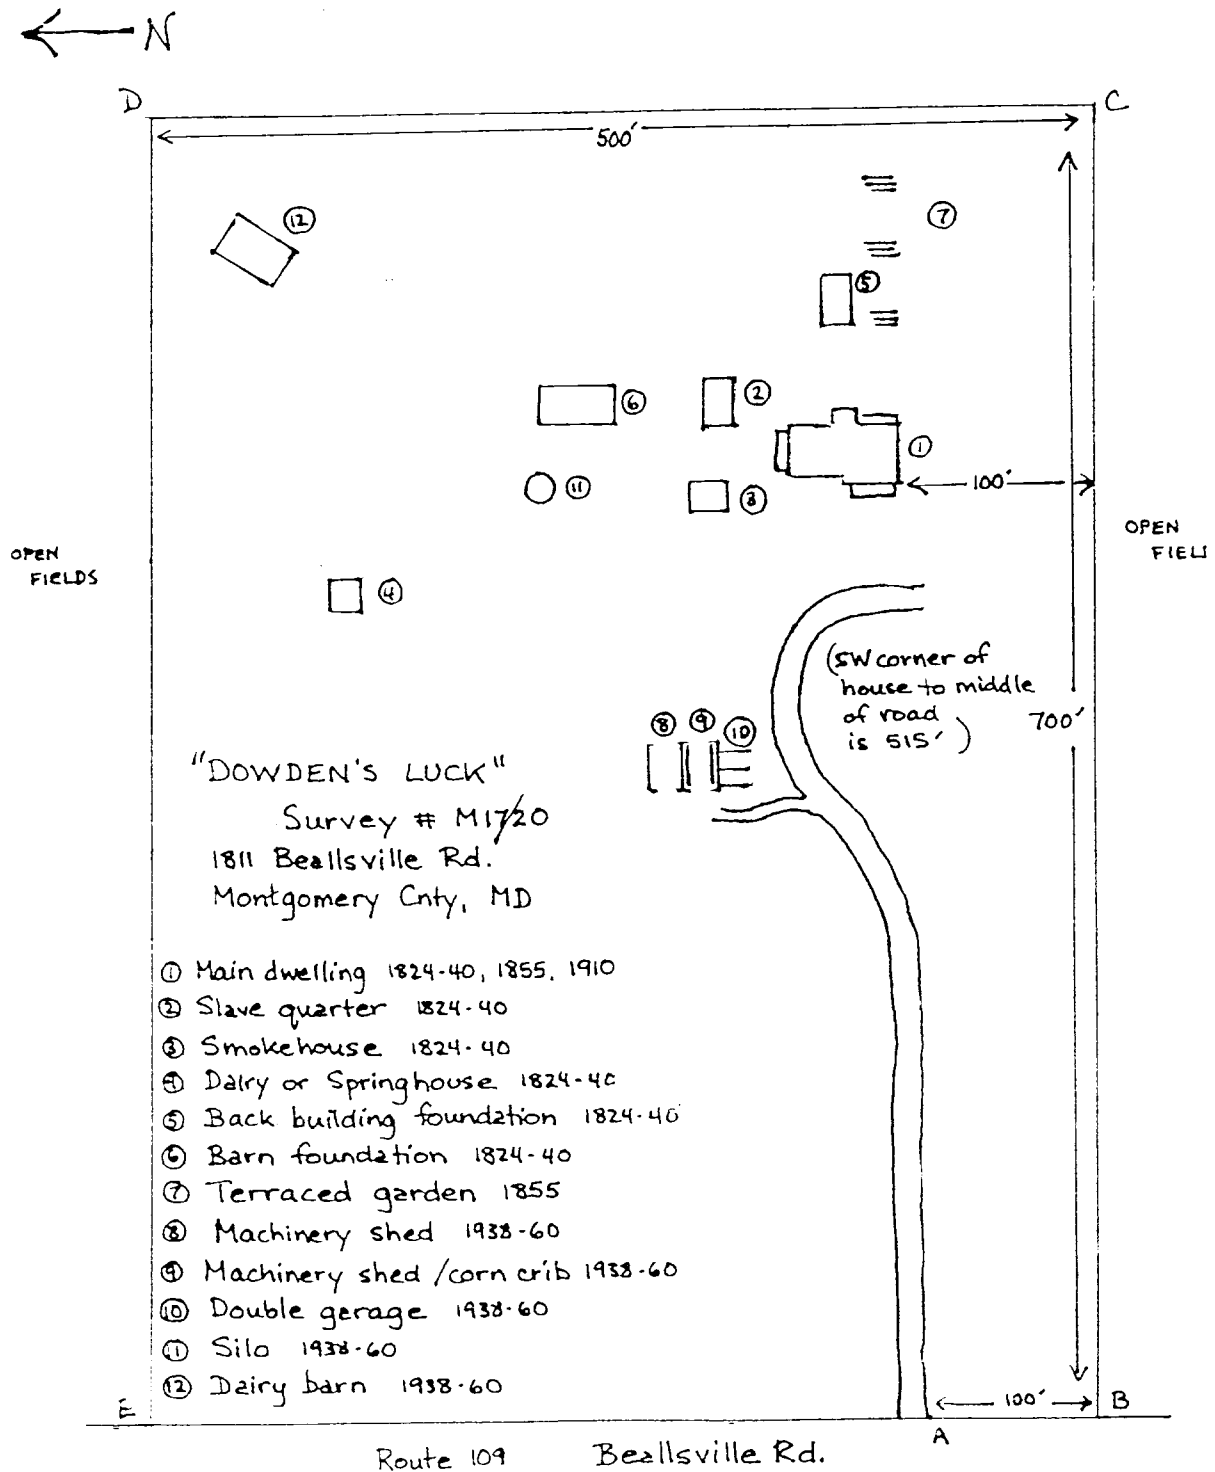 N
D
C
500'
12
7
5
6
2
1
11
3
100'
OPEN
FIELDS
OPEN
FIEL
4
(SW corner of
house to middle
of road
is 515')
700'
8 9 10
"DOWDEN'S LUCK"
Survey # M17/20
1811 Beallsville Rd.
Montgomery Cnty, MD
① Main dwelling 1824-40, 1855, 1910
② Slave quarter 1824-40
③ Smokehouse 1824-40
④ Dairy or Springhouse 1824-40
⑤ Back building foundation 1824-40
⑥ Barn foundation 1824-40
⑦ Terraced garden 1855
⑧ Machinery shed 1938-60
⑨ Machinery shed / corn crib 1938-60
⑩ Double garage 1938-60
⑪ Silo 1938-60
⑫ Dairy barn 1938-60
E
100'
B
A
Route 109 Beallsville Rd.